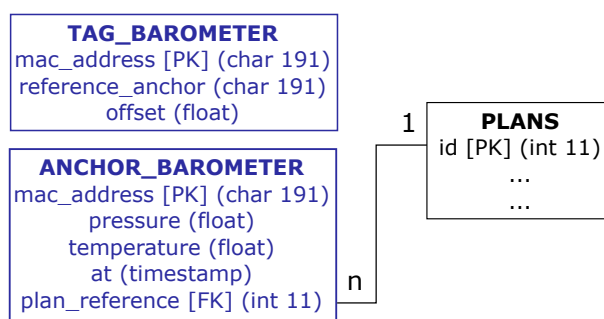 TAG_BAROMETER
mac_address [PK] (char 191)
reference_anchor (char 191)
offset (float)
ANCHOR_BAROMETER
mac_address [PK] (char 191)
pressure (float)
temperature (float)
at (timestamp)
plan_reference [FK] (int 11)
n
1
PLANS
id [PK] (int 11)
...
...